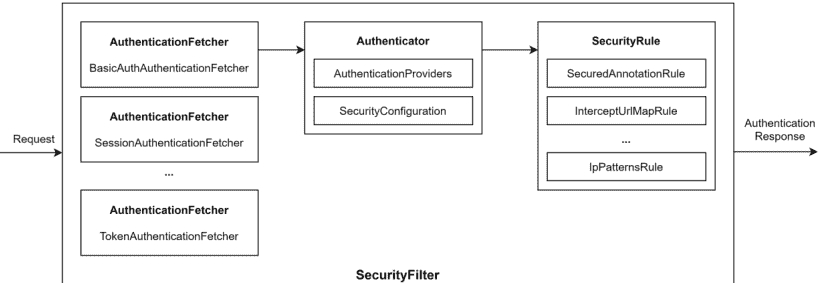 Request
AuthenticationFetcher
BasicAuthAuthenticationFetcher
AuthenticationFetcher
SessionAuthenticationFetcher
...
AuthenticationFetcher
TokenAuthenticationFetcher
Authenticator
AuthenticationProviders
SecurityConfiguration
SecurityRule
SecuredAnnotationRule
InterceptUrlMapRule
...
IpPatternsRule
Authentication
Response
SecurityFilter